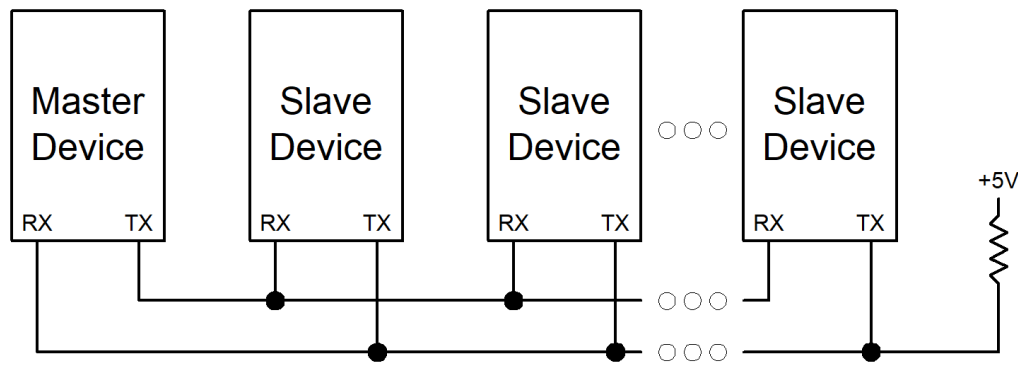 Master
Device
RX TX
Slave
Device
RX TX
Slave
Device
RX TX
Slave
Device
RX TX
+5V